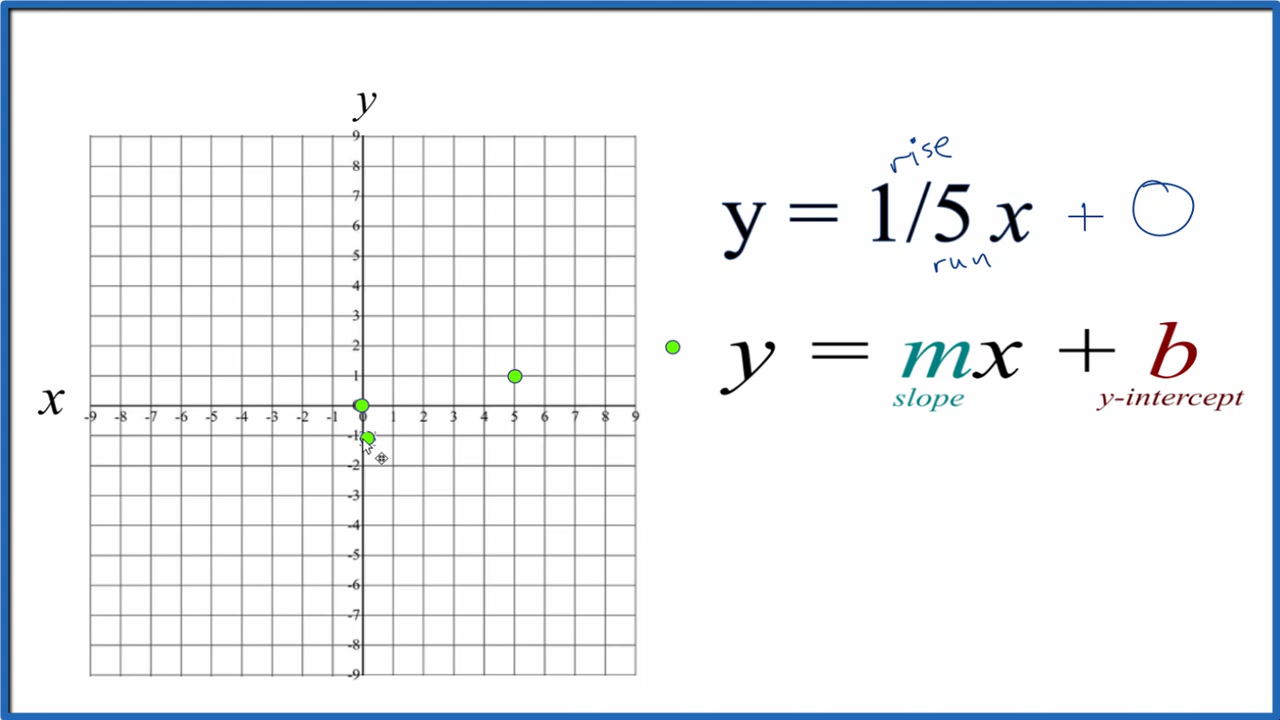 y
9
8
7
6
5
4
3
2
1
x
-9 -8 -7 -6 -5 -4 -3 -2 -1 0 1 2 3 4 5 6 7 8 9
-1
-2
-3
-4
-5
-6
-7
-8
-9
rise
y = 1/5 x + 0
run
y = mx + b
slope y-intercept